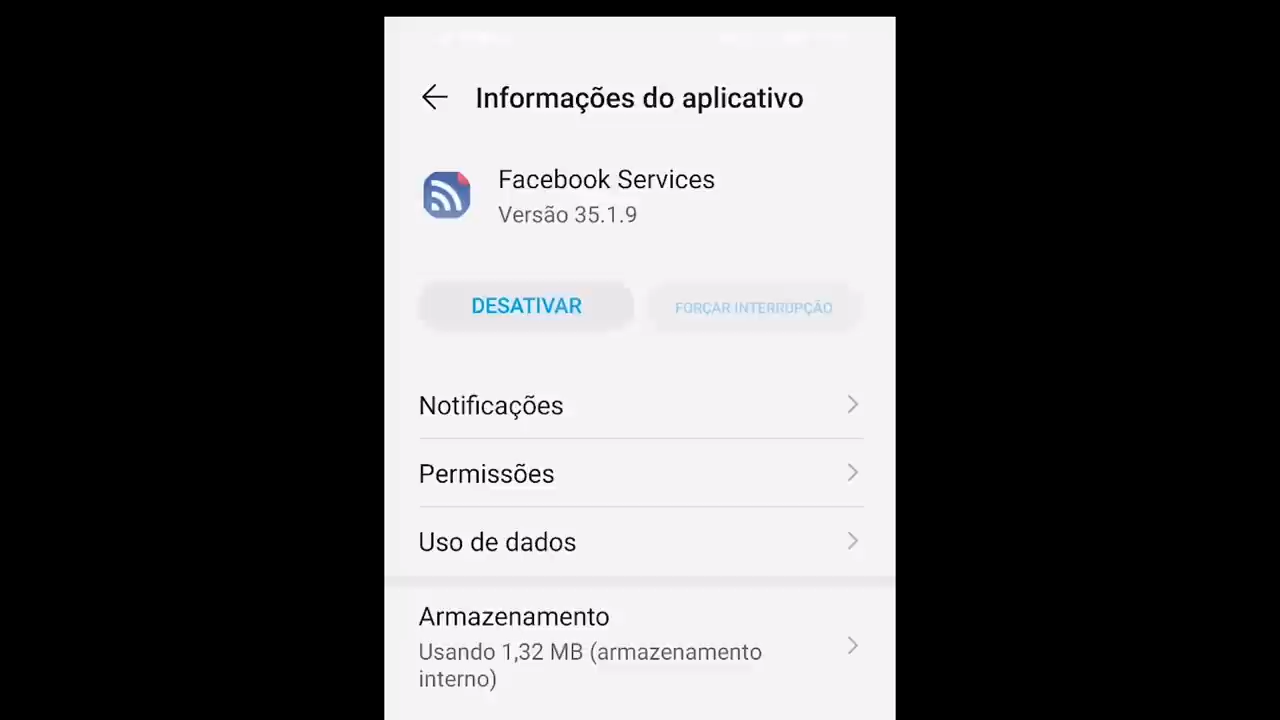 Informações do aplicativo
Facebook Services
Versão 35.1.9
DESATIVAR
FORÇAR INTERRUPÇÃO
Notificações
Permissões
Uso de dados
Armazenamento
Usando 1,32 MB (armazenamento
interno)